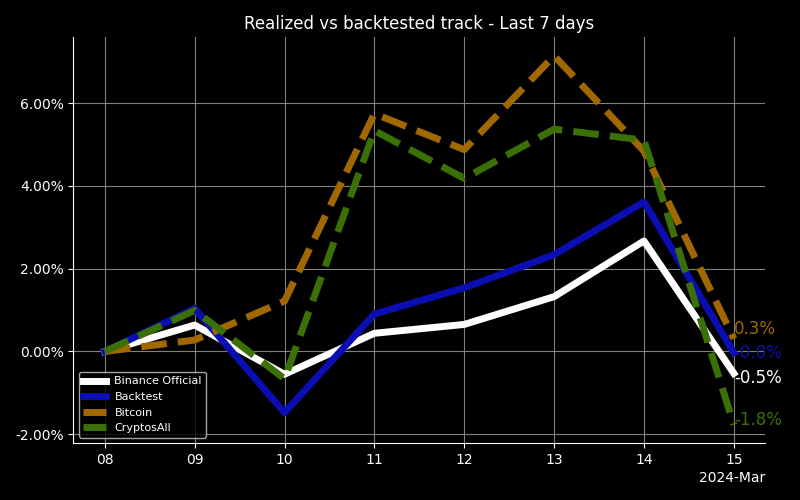 Realized vs backtested track - Last 7 days
6.00%
4.00%
2.00%
0.00%
-2.00%
0.3%
-0.0%
-0.5%
-1.8%
Binance Official
Backtest
Bitcoin
CryptosAll
08 09 10 11 12 13 14 15
2024-Mar